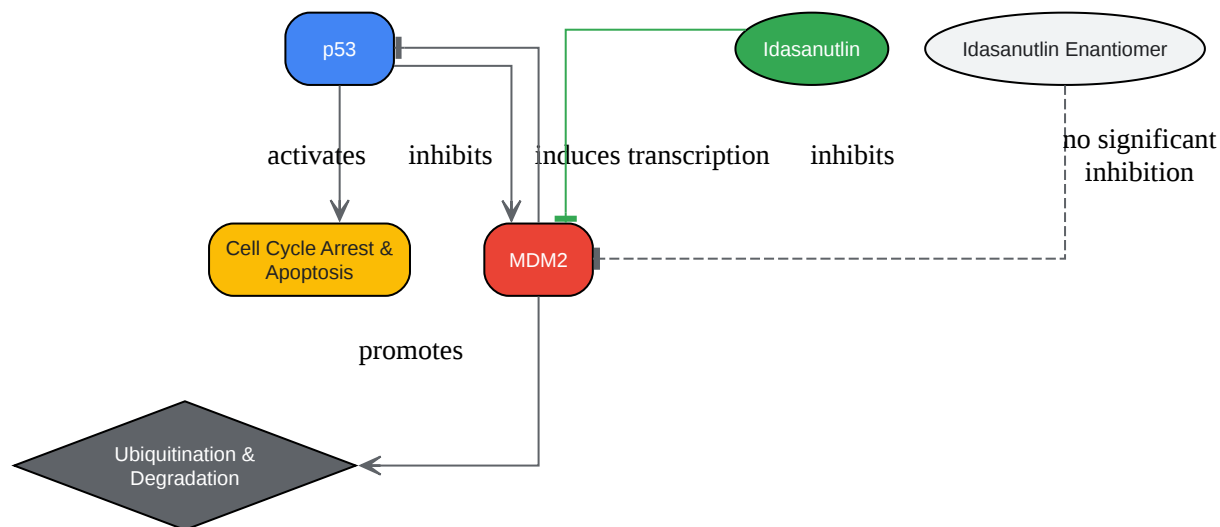 p53
Idasanutlin
Idasanutlin Enantiomer
activates
inhibits
induces transcription
inhibits
no significant
inhibition
Cell Cycle Arrest &
Apoptosis
MDM2
promotes
Ubiquitination &
Degradation